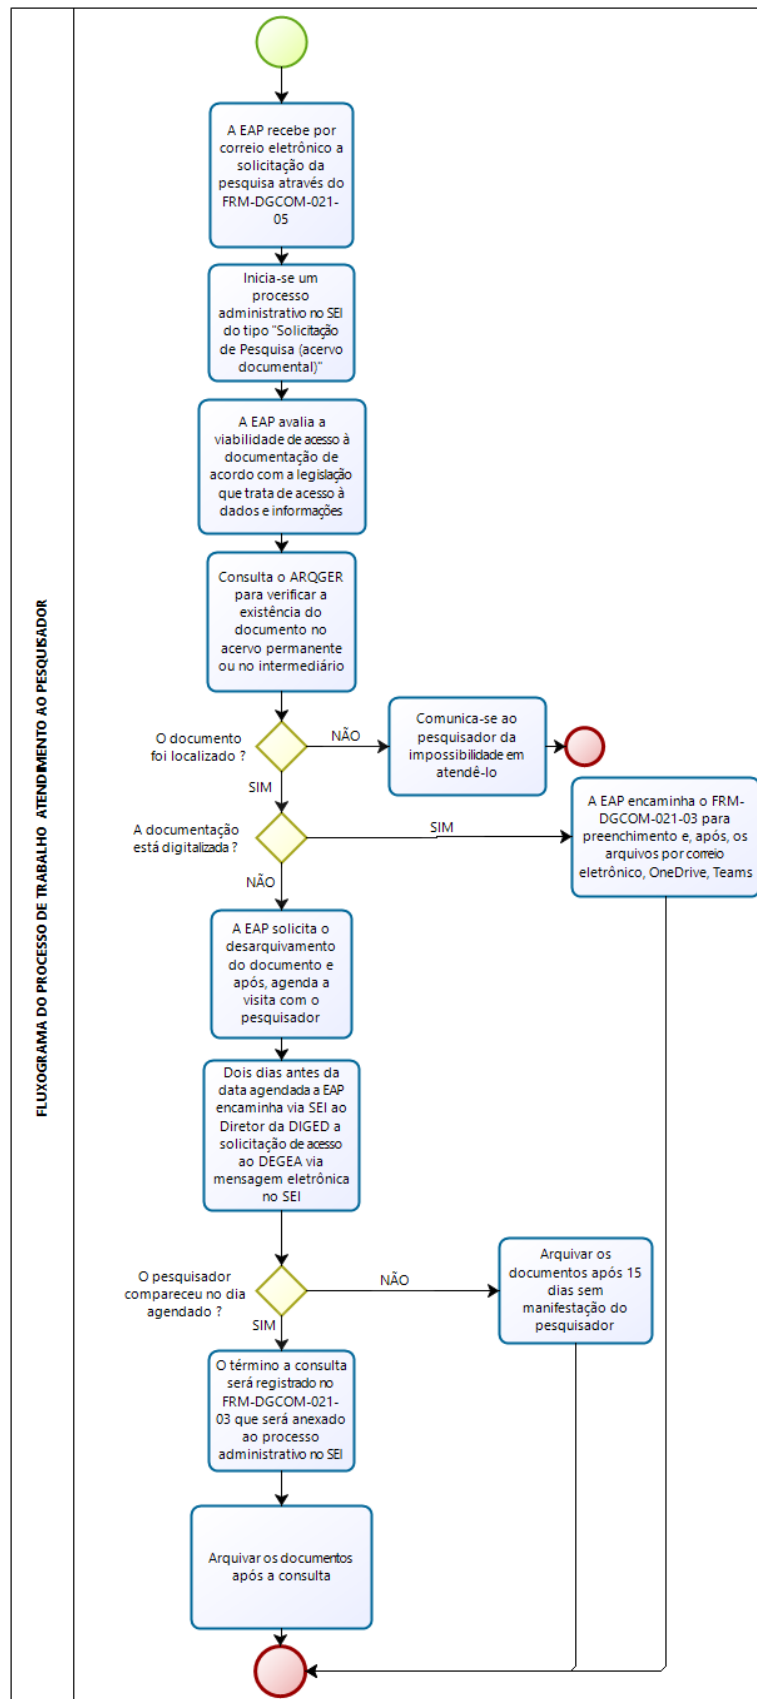 FLUXOGRAMA DO PROCESSO DE TRABALHO ATENDIMENTO AO PESQUISADOR
A EAP recebe por
correio eletrônico a
solicitação da
pesquisa através do
FRM-DGCOM-021-
05
Inicia-se um
processo
administrativo no SEI
do tipo "Solicitação
de Pesquisa (acervo
documental)"
A EAP avalia a
viabilidade de acesso à
documentação de
acordo com a legislação
que trata de acesso à
dados e informações
Consulta o ARQGER
para verificar a
existência do
documento no
acervo permanente
ou no intermediário
O documento
foi localizado ?
NÃO
Comunica-se ao
pesquisador da
impossibilidade em
atendê-lo
SIM
A documentação
está digitalizada ?
SIM
A EAP encaminha o FRM-
DGCOM-021-03 para
preenchimento e, após, os
arquivos por correio
eletrônico, OneDrive, Teams
NÃO
A EAP solicita o
desarquivamento
do documento e
após, agenda a
visita com o
pesquisador
Dois dias antes da
data agendada a EAP
encaminha via SEI ao
Diretor da DIGED a
solicitação de acesso
ao DEGEA via
mensagem eletrônica
no SEI
O pesquisador
compareceu no dia
agendado ?
NÃO
Arquivar os
documentos após 15
dias sem
manifestação do
pesquisador
SIM
O término a consulta
será registrado no
FRM-DGCOM-021-
03 que será anexado
ao processo
administrativo no SEI
Arquivar os documentos
após a consulta